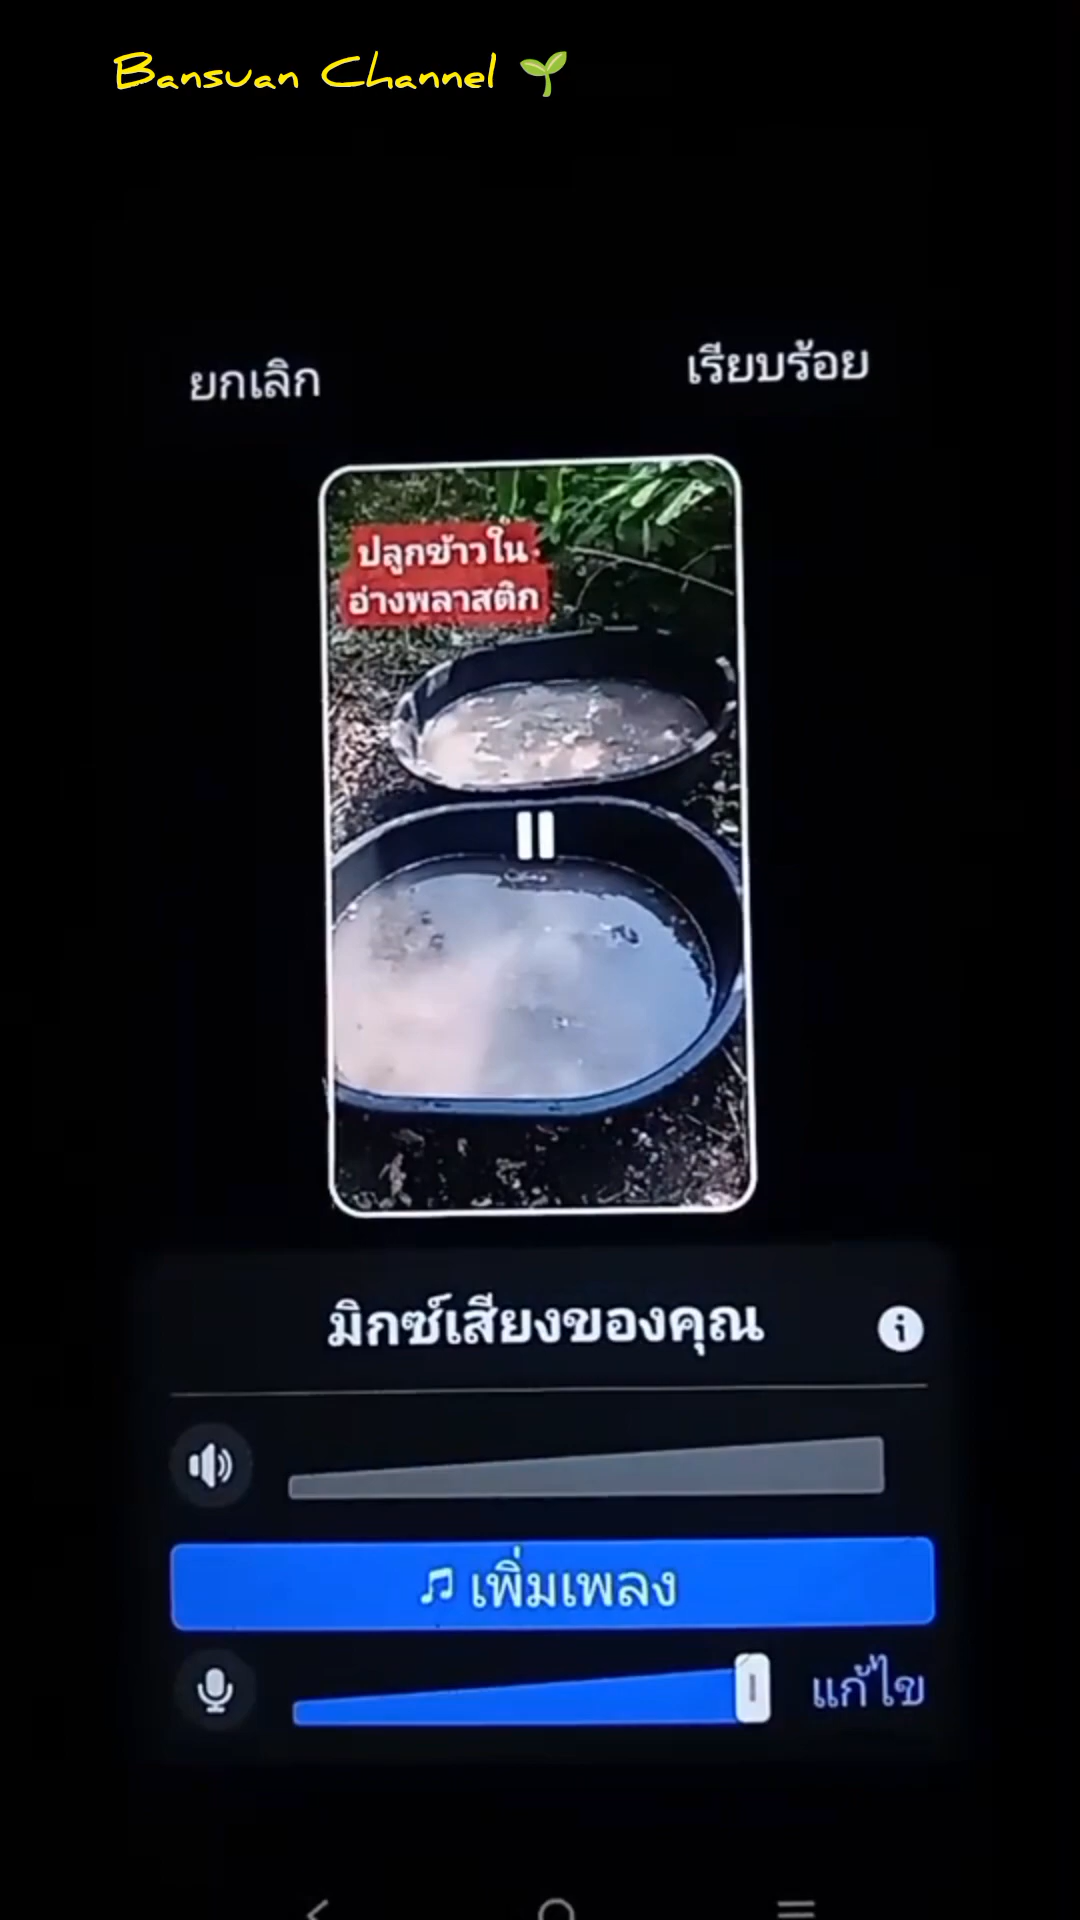 Bansuan Channel 🌱
ยกเลิก
เรียบร้อย
ปลูกข้าวใน
อ่างพลาสติก
มิกซ์เสียงของคุณ
เพิ่มเพลง
แก้ไข